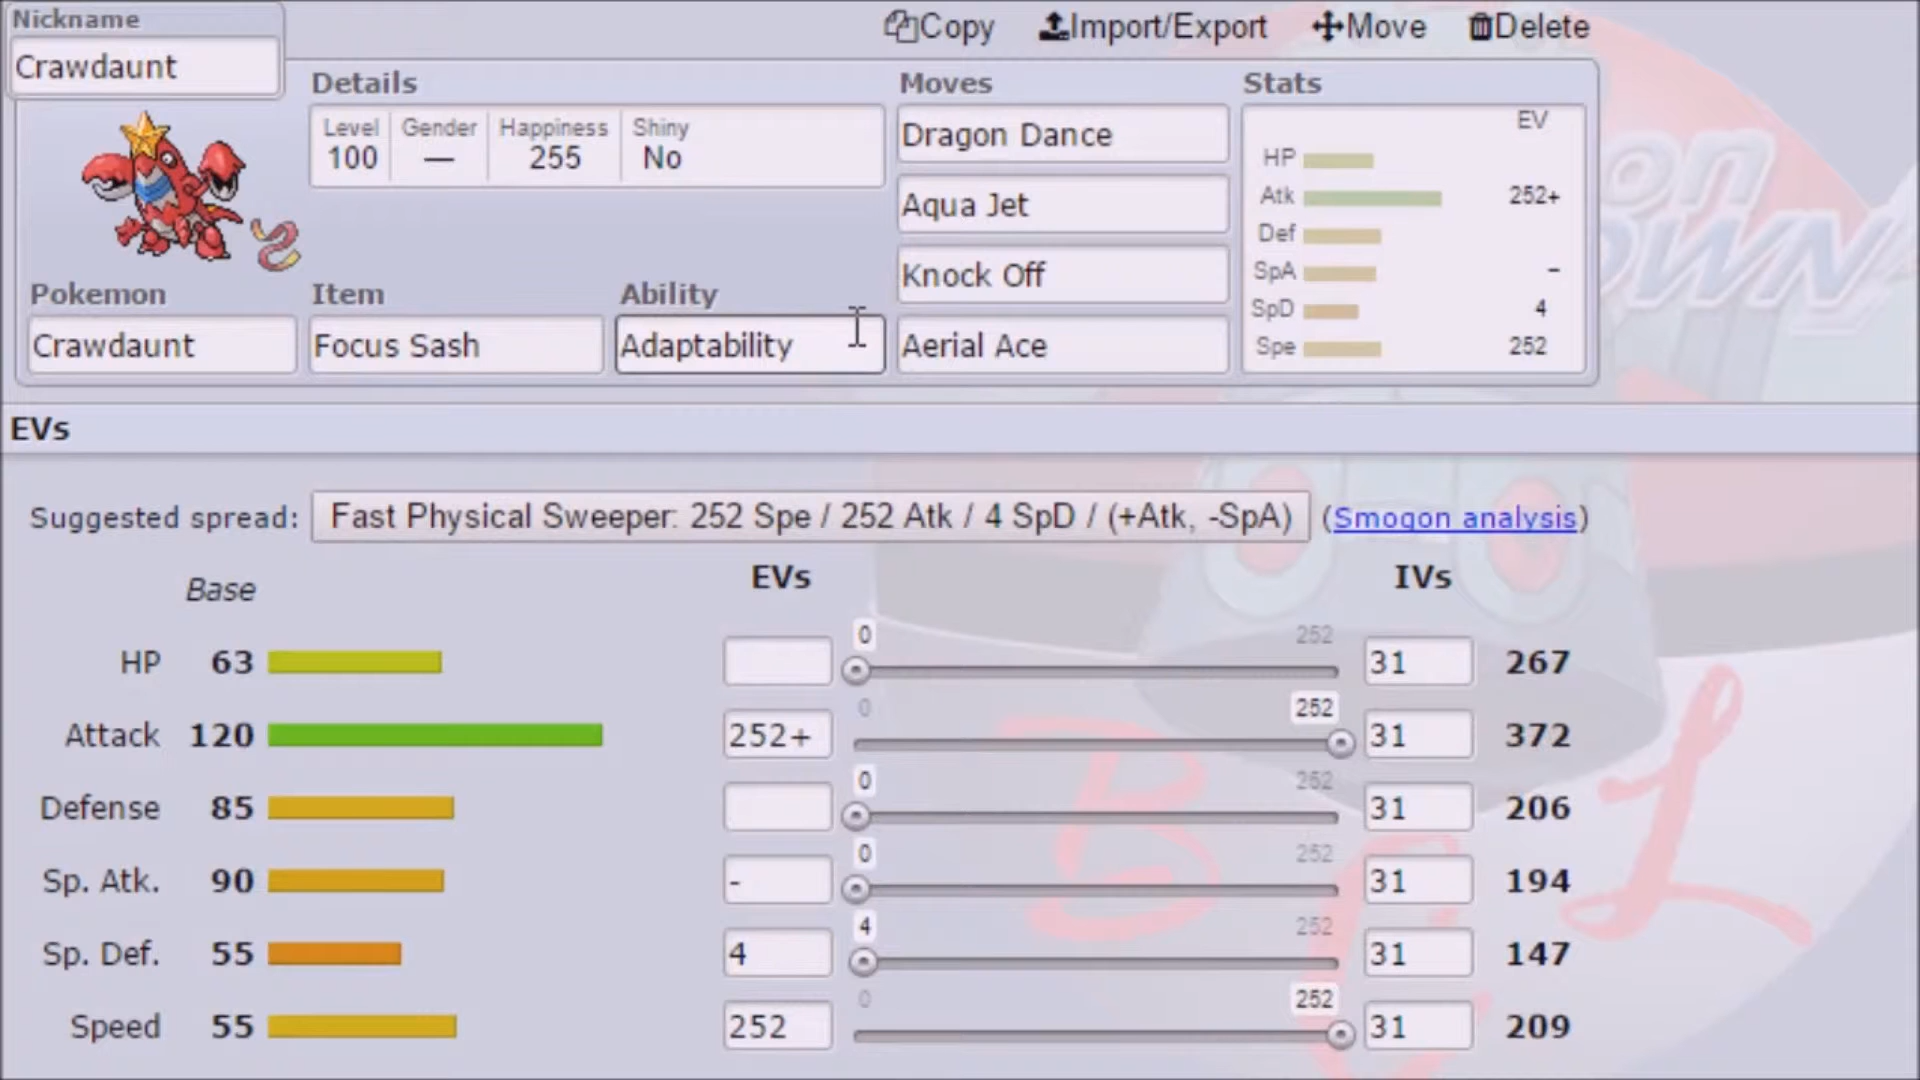 Nickname
Crawdaunt
Copy Import/Export Move Delete
Details
Level Gender Happiness Shiny
100 — 255 No
Pokemon Item Ability
Crawdaunt Focus Sash Adaptability
Moves
Dragon Dance
Aqua Jet
Knock Off
Aerial Ace
Stats
EV
HP
Atk 252+
Def
SpA -
SpD 4
Spe 252
EVs
Suggested spread: Fast Physical Sweeper: 252 Spe / 252 Atk / 4 SpD / (+Atk, -SpA) (Smogon analysis)
Base EVs IVs
HP 63 0 252 31 267
Attack 120 252+ 0 252 31 372
Defense 85 0 252 31 206
Sp. Atk. 90 - 0 252 31 194
Sp. Def. 55 4 4 252 31 147
Speed 55 252 0 252 31 209